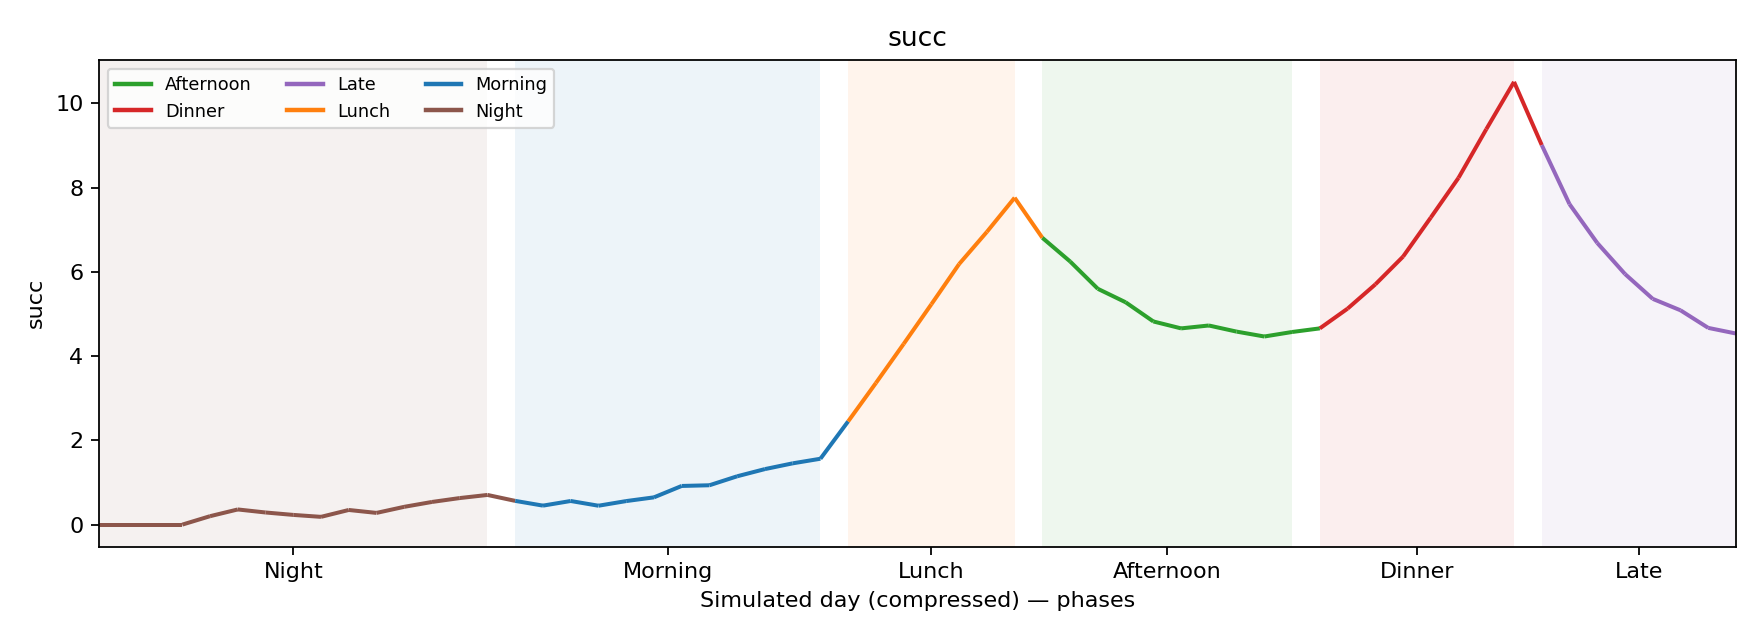 succ
Afternoon Late Morning
Dinner Lunch Night
10
8
6
4
2
0
succ
Night Morning Lunch Afternoon Dinner Late
Simulated day (compressed) — phases